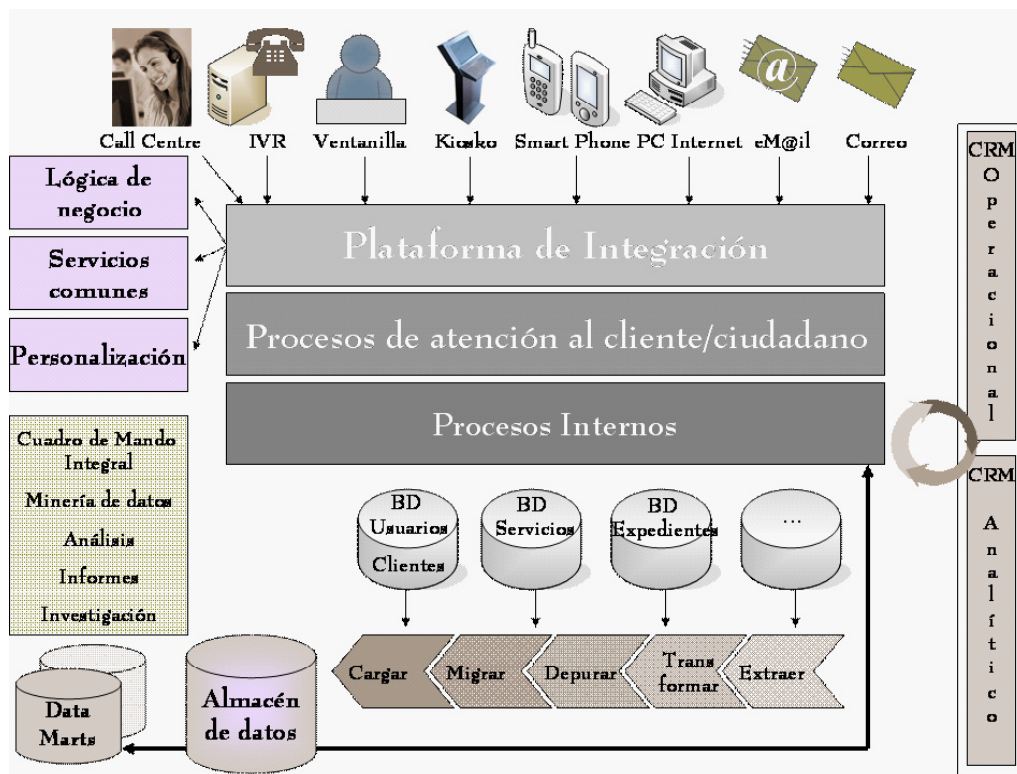 @
Call Centre
IVR
Ventanilla
Kiosko
Smart Phone
PC Internet
eM@il
Correo
Lógica de
negocio
Servicios
comunes
Personalización
Plataforma de Integración
Procesos de atención al cliente/ciudadano
Procesos Internos
CRM
Operacional
Cuadro de Mando
Integral
Minería de datos
Análisis
Informes
Investigación
BD
Usuarios
Clientes
BD
Servicios
BD
Expedientes
...
CRM
Analítico
Cargar
Migrar
Depurar
Trans
formar
Extraer
Data
Marts
Almacén
de datos